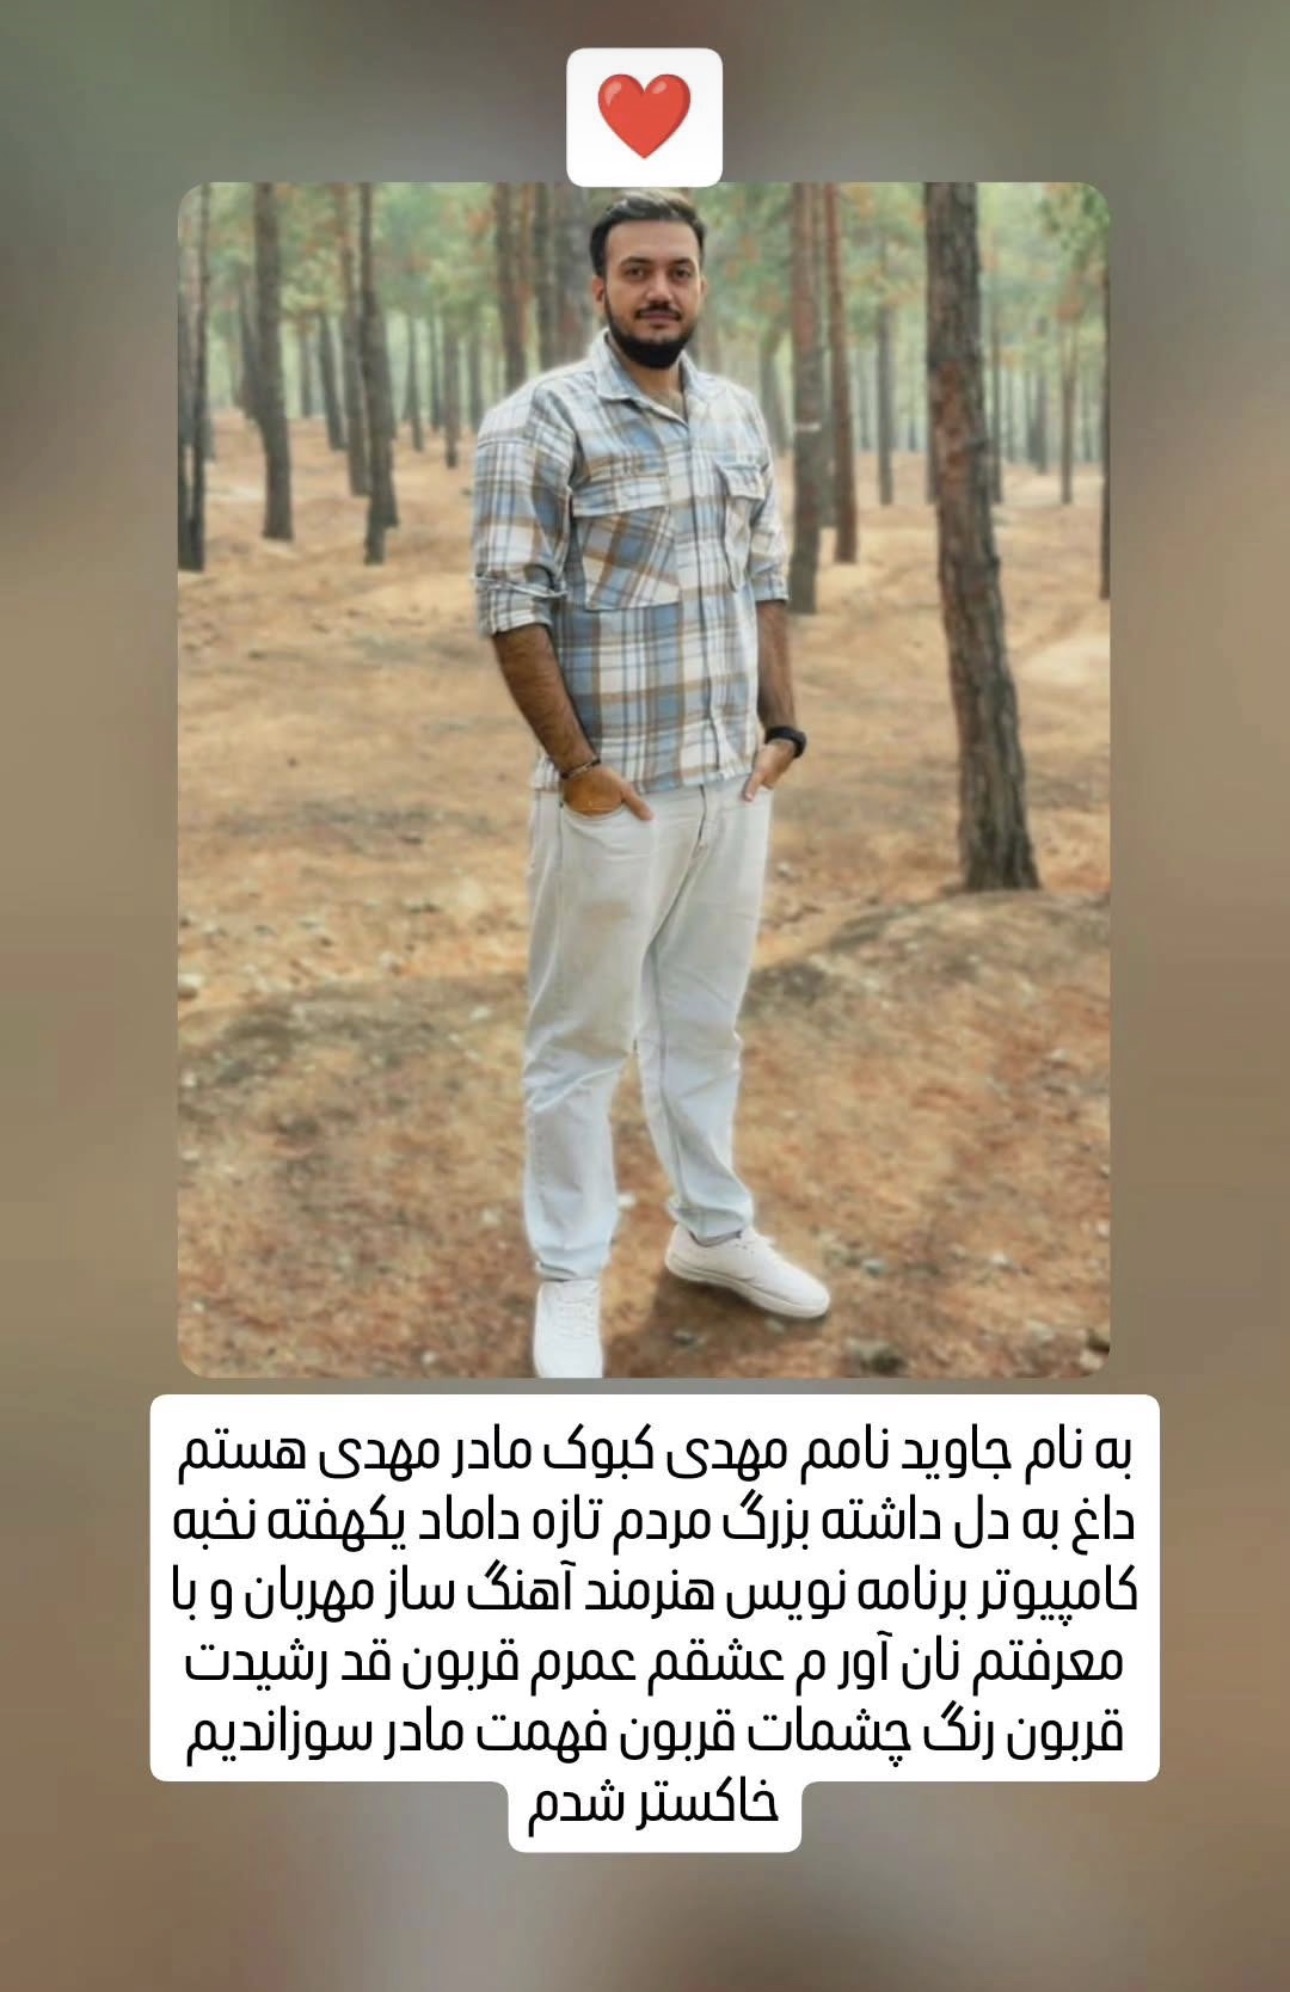 به نام جاوید نامم مهدی کبوک مادر مهدی هستم
داغ به دل داشته بزرگ مردم تازه داماد یکهفته نخبه
کامپیوتر برنامه نویس هنرمند آهنگ ساز مهربان و با
معرفتم نان آور م عشقم عمرم قربون قد رشیدت
قربون رنگ چشمات قربون فهمت مادر سوزاندیم
خاکستر شدم